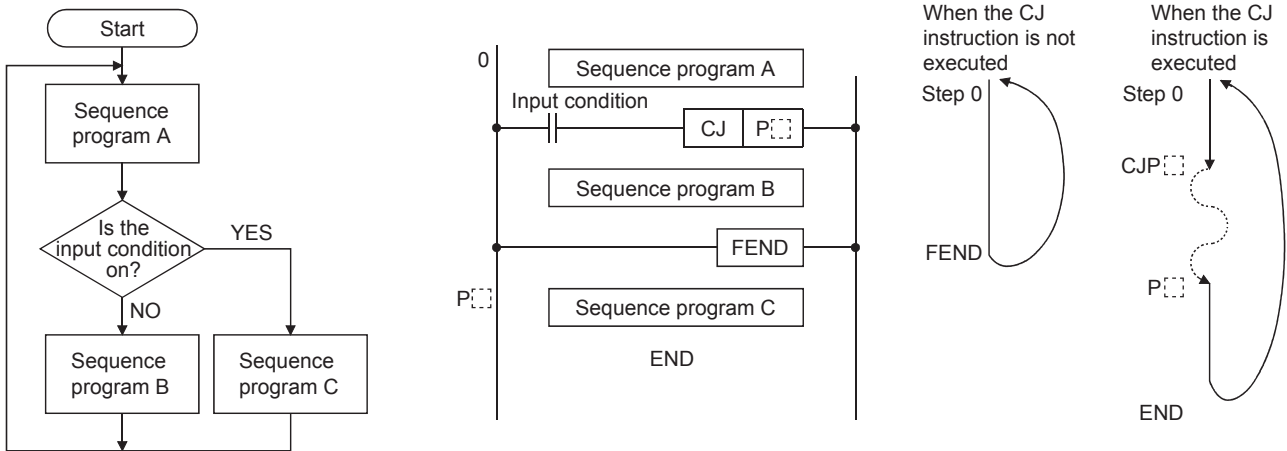 Start
Sequence
program A
Is the
input condition
on?
YES
NO
Sequence
program B
Sequence
program C
0
Sequence program A
Input condition
CJ
P
Sequence program B
FEND
P
Sequence program C
END
When the CJ
instruction is not
executed
Step 0
FEND
When the CJ
instruction is
executed
Step 0
CJP
P
END